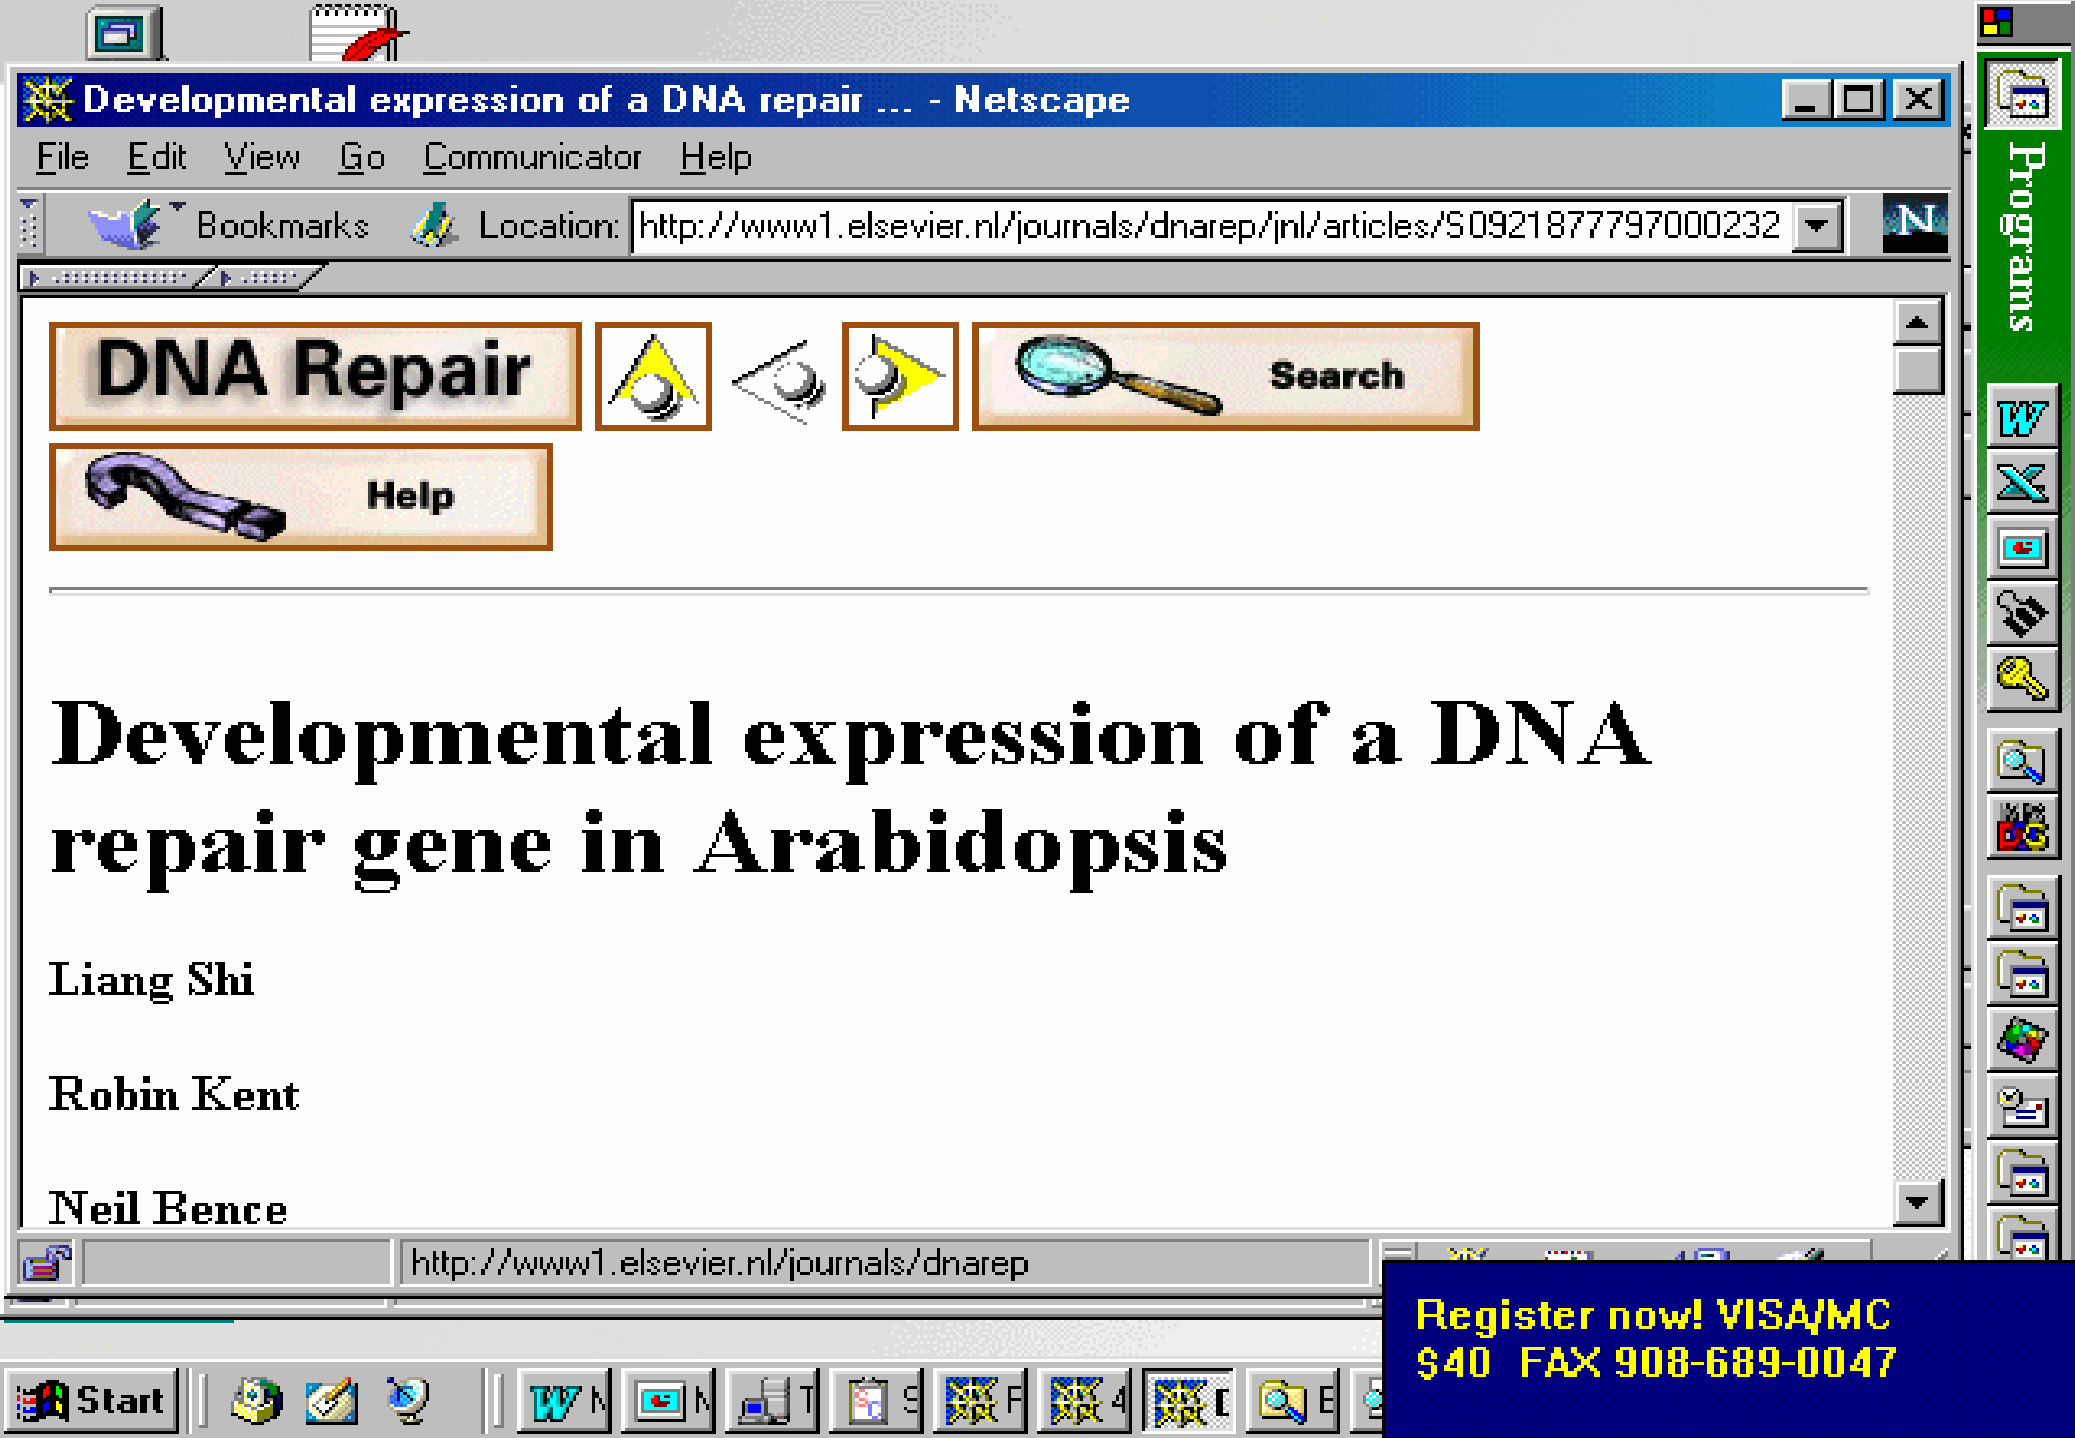 Developmental expression of a DNA repair ... - Netscape
File Edit View Go Communicator Help
Bookmarks Location: http://www1.elsevier.nl/journals/dnarep/jnl/articles/S0921877797000232
N
Programs
DNA Repair
Search
Help
Developmental expression of a DNA
repair gene in Arabidopsis
Liang Shi
Robin Kent
Neil Bence
http://www1.elsevier.nl/journals/dnarep
Register now! VISA/MC
$40 FAX 908-689-0047
Start